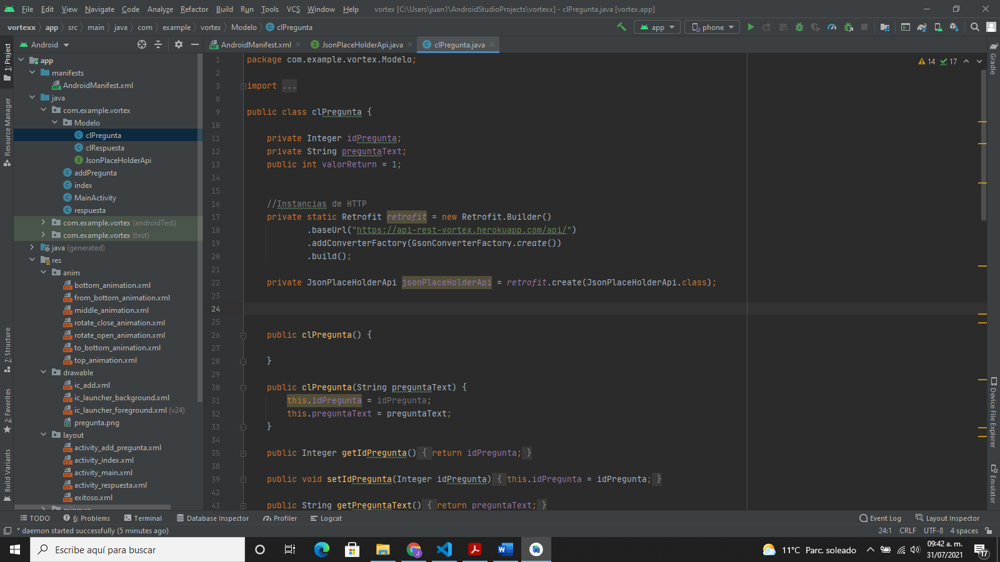 File Edit View Navigate Code Analyze Refactor Build Run Tools VCS Window Help vortex [C:\Users\juan1\AndroidStudioProjects\vortexx] - clPregunta.java [vortex.app]
vortexx app src main java com example vortex Modelo clPregunta app phone
Android AndroidManifest.xml JsonPlaceHolderApi.java clPregunta.java
1: Project
Resource Manager
7: Structure
2: Favorites
Build Variants
app
manifests
AndroidManifest.xml
java
com.example.vortex
Modelo
clPregunta
clRespuesta
JsonPlaceHolderApi
addPregunta
index
MainActivity
respuesta
com.example.vortex (androidTest)
com.example.vortex (test)
java (generated)
res
anim
bottom_animation.xml
from_bottom_animation.xml
middle_animation.xml
rotate_close_animation.xml
rotate_open_animation.xml
to_bottom_animation.xml
top_animation.xml
drawable
ic_add.xml
ic_launcher_background.xml
ic_launcher_foreground.xml (v24)
pregunta.png
layout
activity_add_pregunta.xml
activity_index.xml
activity_main.xml
activity_respuesta.xml
exitoso.xml
mipmap
14 17
1 package com.example.vortex.Modelo;
2
3 import ...
8
9 public class clPregunta {
10
11 private Integer idPregunta;
12 private String preguntaText;
13 public int valorReturn = 1;
14
15
16 //Instancias de HTTP
17 private static Retrofit retrofit = new Retrofit.Builder()
18 .baseUrl("https://api-rest-vortex.herokuapp.com/api/")
19 .addConverterFactory(GsonConverterFactory.create())
20 .build();
21
22 private JsonPlaceHolderApi jsonPlaceHolderApi = retrofit.create(JsonPlaceHolderApi.class);
23
24
25
26 public clPregunta() {
27
28 }
29
30 public clPregunta(String preguntaText) {
31 this.idPregunta = idPregunta;
32 this.preguntaText = preguntaText;
33 }
34
35 public Integer getIdPregunta() { return idPregunta; }
38
39 public void setIdPregunta(Integer idPregunta) { this.idPregunta = idPregunta; }
42
43 public String getPreguntaText() { return preguntaText; }
Gradle
Device File Explorer
Emulator
TODO 6: Problems Terminal Database Inspector Profiler Logcat Event Log Layout Inspector
* daemon started successfully (5 minutes ago) 24:1 CRLF UTF-8 4 spaces
Escribe aquí para buscar 11°C Parc. soleado 09:42 a. m.
31/07/2021 17